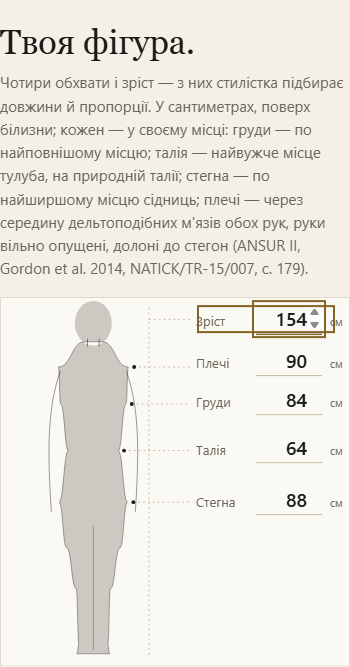 Твоя фігура.
Чотири обхвати і зріст — з них стилістка підбирає
довжини й пропорції. У сантиметрах, поверх
білизни; кожен — у своєму місці: груди — по
найповнішому місцю; талія — найвужче місце
тулуба, на природній талії; стегна — по
найширшому місцю сідниць; плечі — через
середину дельтоподібних м'язів обох рук, руки
вільно опущені, долоні до стегон (ANSUR II,
Gordon et al. 2014, NATICK/TR-15/007, с. 179).
Зріст 154 см
Плечі 90 см
Груди 84 см
Талія 64 см
Стегна 88 см